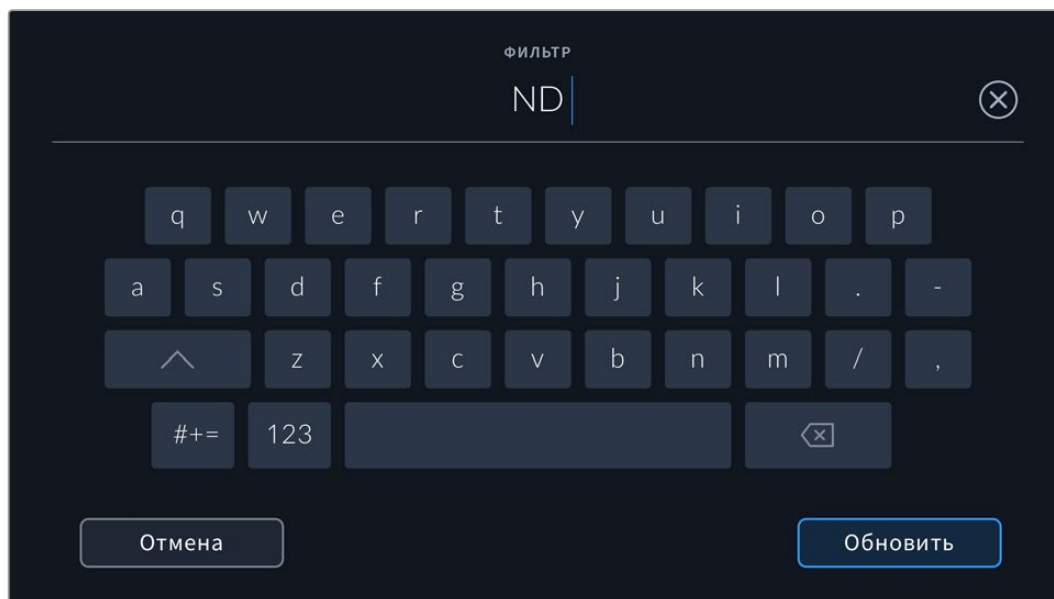 ФИЛЬТР
ND
q w e r t y u i o p
a s d f g h j k l . -
z x c v b n m / ,
#+= 123
Отмена Обновить